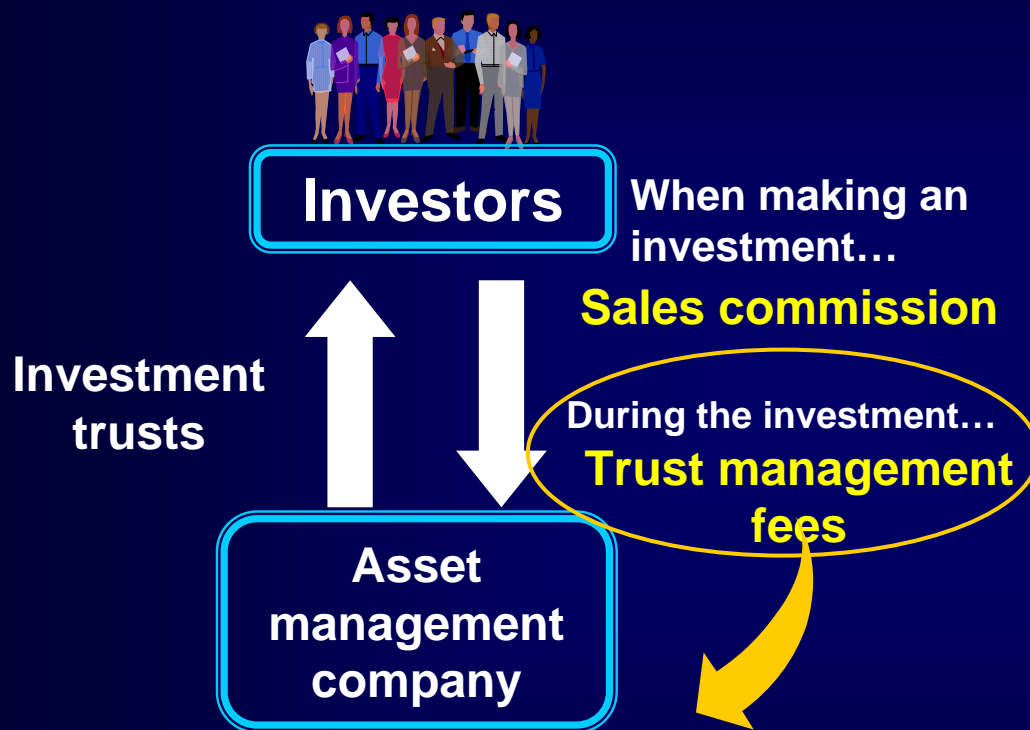 Investors
When making an
investment…
Sales commission
Investment
trusts
During the investment…
Trust management
fees
Asset
management
company